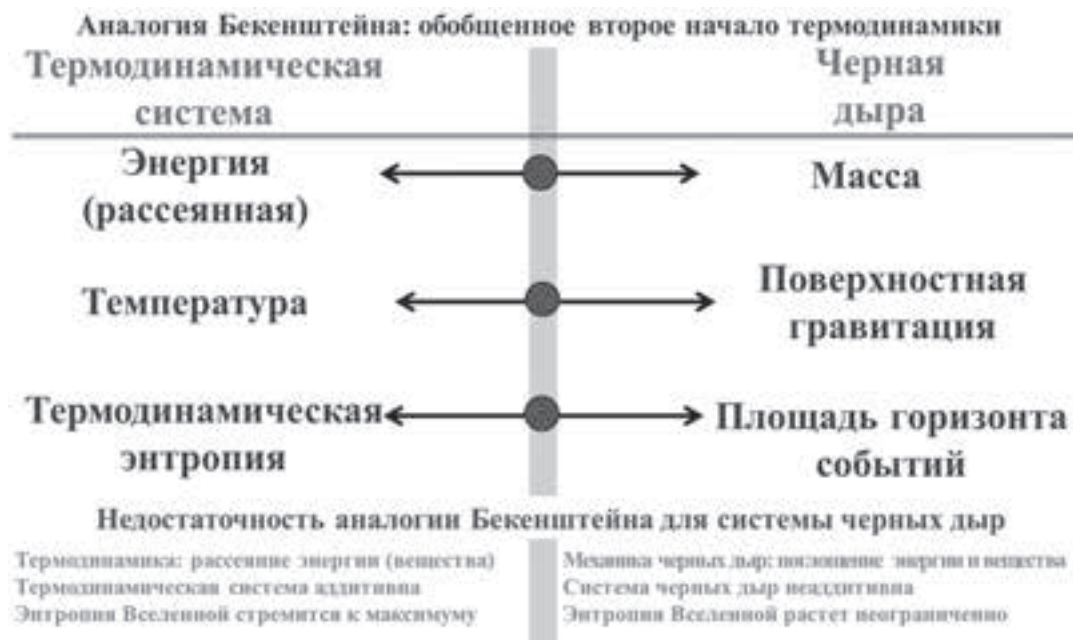 Аналогия Бекенштейна: обобщенное второе начало термодинамики
Термодинамическая
система
Черная
дыра
Энергия
(рассеянная)
Масса
Температура
Поверхностная
гравитация
Термодинамическая
энтропия
Площадь горизонта
событий
Недостаточность аналогии Бекенштейна для системы черных дыр
Термодинамика: рассеяние энергии (вещества)
Термодинамическая система аддитивна
Энтропия Вселенной стремится к максимуму
Механика черных дыр: поглощение энергии и вещества
Система черных дыр неаддитивна
Энтропия Вселенной растет неограниченно